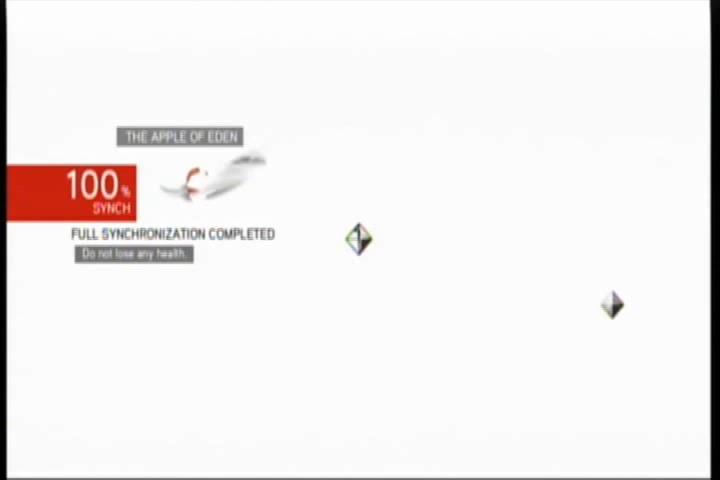 THE APPLE OF EDEN
100%
SYNCH
FULL SYNCHRONIZATION COMPLETED
Do not lose any health.